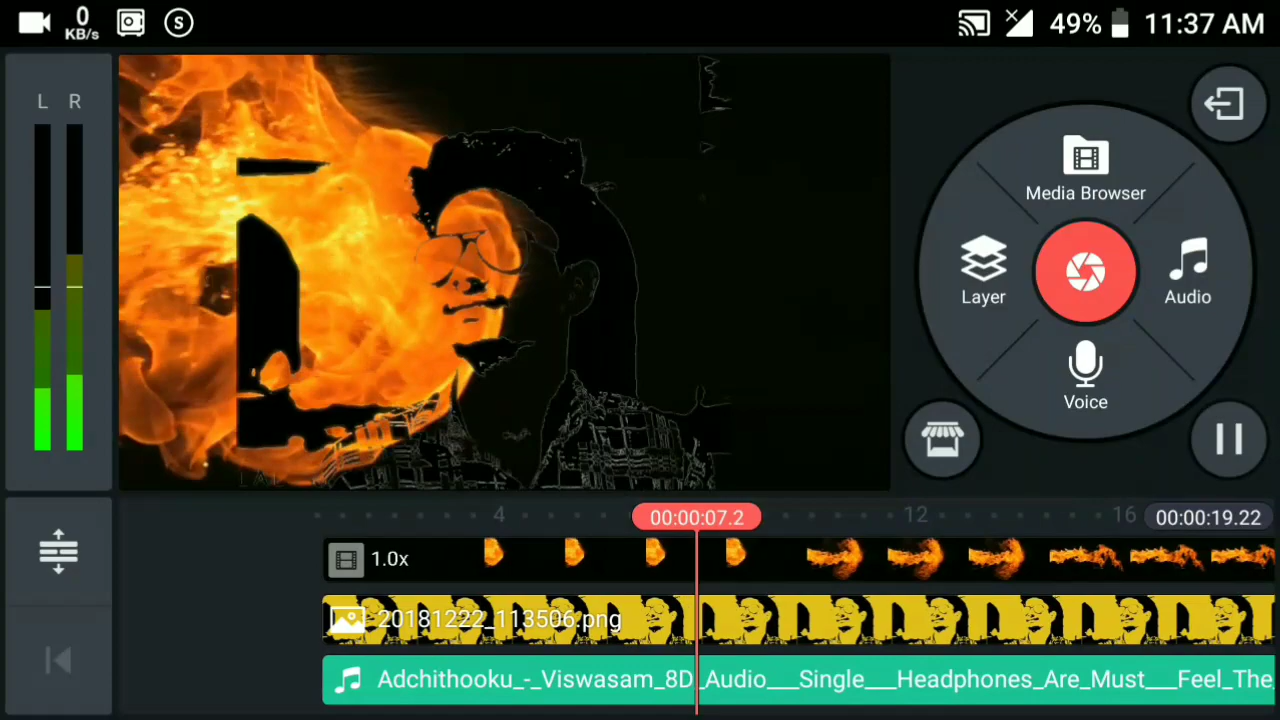 0
KB/s
S
49%
11:37 AM
L R
Media Browser
Layer
Audio
Voice
4
00:00:07.2
12
16
00:00:19.22
1.0x
20181222_113506.png
Adchithooku_-_Viswasam_8D_Audio___Single___Headphones_Are_Must___Feel_The_